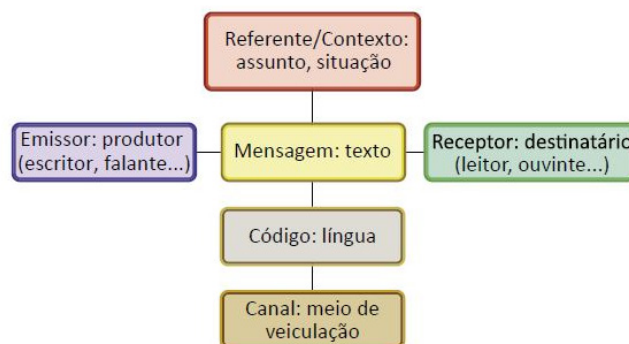 Referente/Contexto:
assunto, situação
Emissor: produtor
(escritor, falante...)
Mensagem: texto
Receptor: destinatário
(leitor, ouvinte...)
Código: língua
Canal: meio de
veiculação